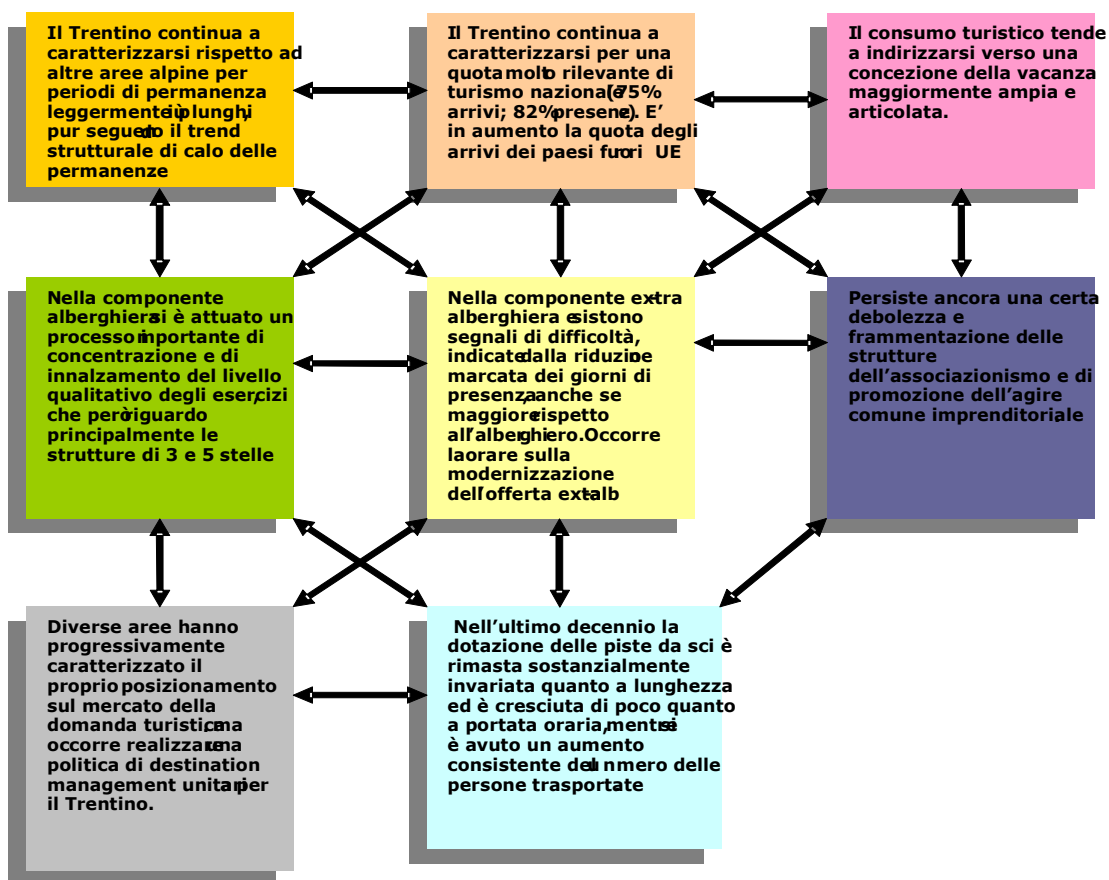 Il Trentino continua a
caratterizzarsi rispetto ad
altre aree alpine per
periodi di permanenza
leggermente più lunghi,
pur seguendo il trend
strutturale di calo delle
permanenze
Il Trentino continua a
caratterizzarsi per una
quota molto rilevante di
turismo nazionale (75%
arrivi; 82% presenze). E'
in aumento la quota degli
arrivi dei paesi fuori UE
Il consumo turistico tende
a indirizzarsi verso una
concezione della vacanza
maggiormente ampia e
articolata.
Nella componente
alberghiera si è attuato un
processo importante di
concentrazione e di
innalzamento del livello
qualitativo degli esercizi,
che però riguardo
principalmente le
strutture di 3 e 5 stelle
Nella componente extra-
alberghiera esistono
segnali di difficoltà,
indicate dalla riduzione
marcata dei giorni di
presenza, anche se
maggiore rispetto
all'alberghiero. Occorre
laorare sulla
modernizzazione
dell'offerta ext-alb
Persiste ancora una certa
debolezza e
frammentazione delle
strutture
dell'associazionismo e di
promozione dell'agire
comune imprenditoriale.
Diverse aree hanno
progressivamente
caratterizzato il
proprio posizionamento
sul mercato della
domanda turistica, ma
occorre realizzare una
politica di destination
management unitari per
il Trentino.
Nell'ultimo decennio la
dotazione delle piste da sci è
rimasta sostanzialmente
invariata quanto a lunghezza
ed è cresciuta di poco quanto
a portata oraria, mentre si
è avuto un aumento
consistente del numero delle
persone trasportate.